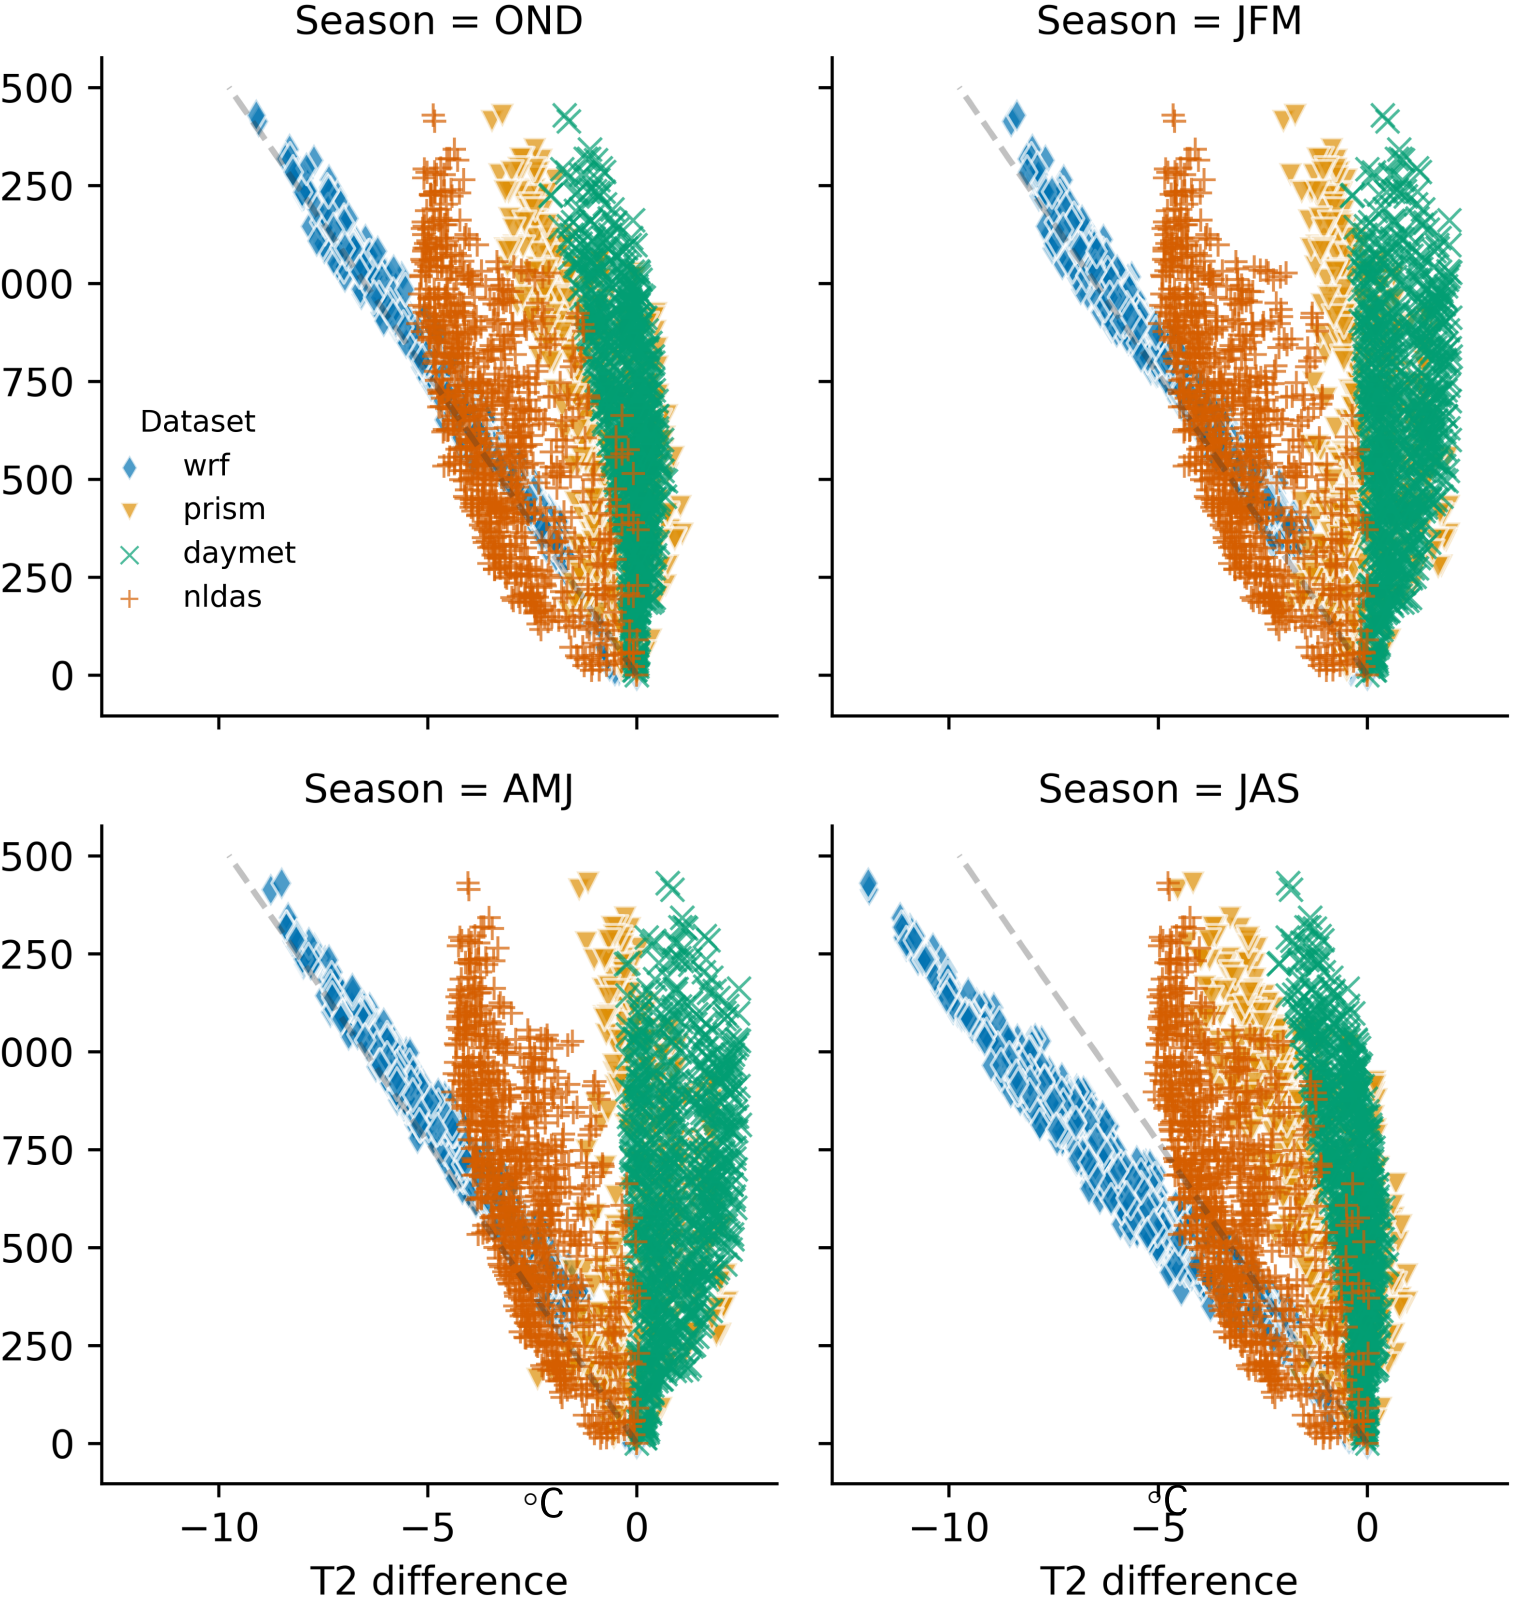 Season = OND
Season = JFM
500
250
000
750
500
250
0
Dataset
wrf
prism
daymet
nldas
Season = AMJ
Season = JAS
500
250
000
750
500
250
0
°C
°C
−10
−5
0
−10
−5
0
T2 difference
T2 difference